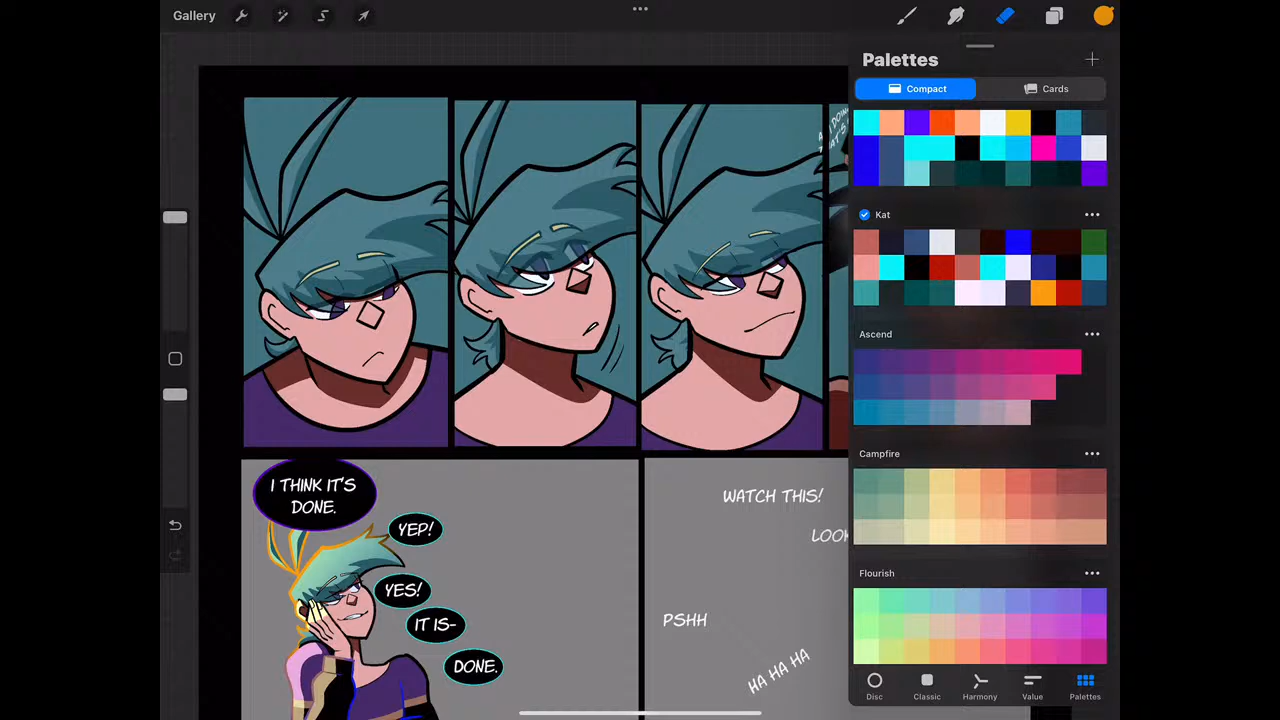 Gallery
Palettes
Compact
Cards
Kat
Ascend
Campfire
Flourish
Disc
Classic
Harmony
Value
Palettes
I THINK IT'S
DONE.
YEP!
YES!
IT IS-
DONE.
WATCH THIS!
LOOK
PSHH
HA HA HA